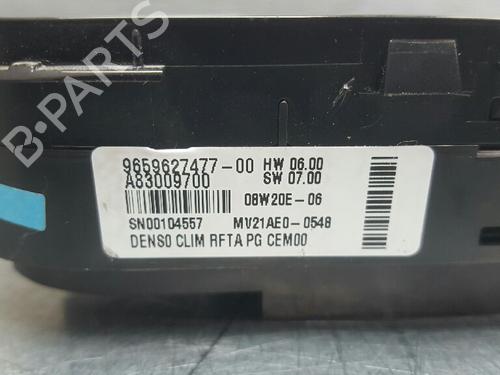 9659627477-00 HW 06.00
A83009700 SW 07.00
08W20E-06
SN00104557 MV21AE0-0548
DENSO CLIM RFTA PG CEM00
B-PARTS